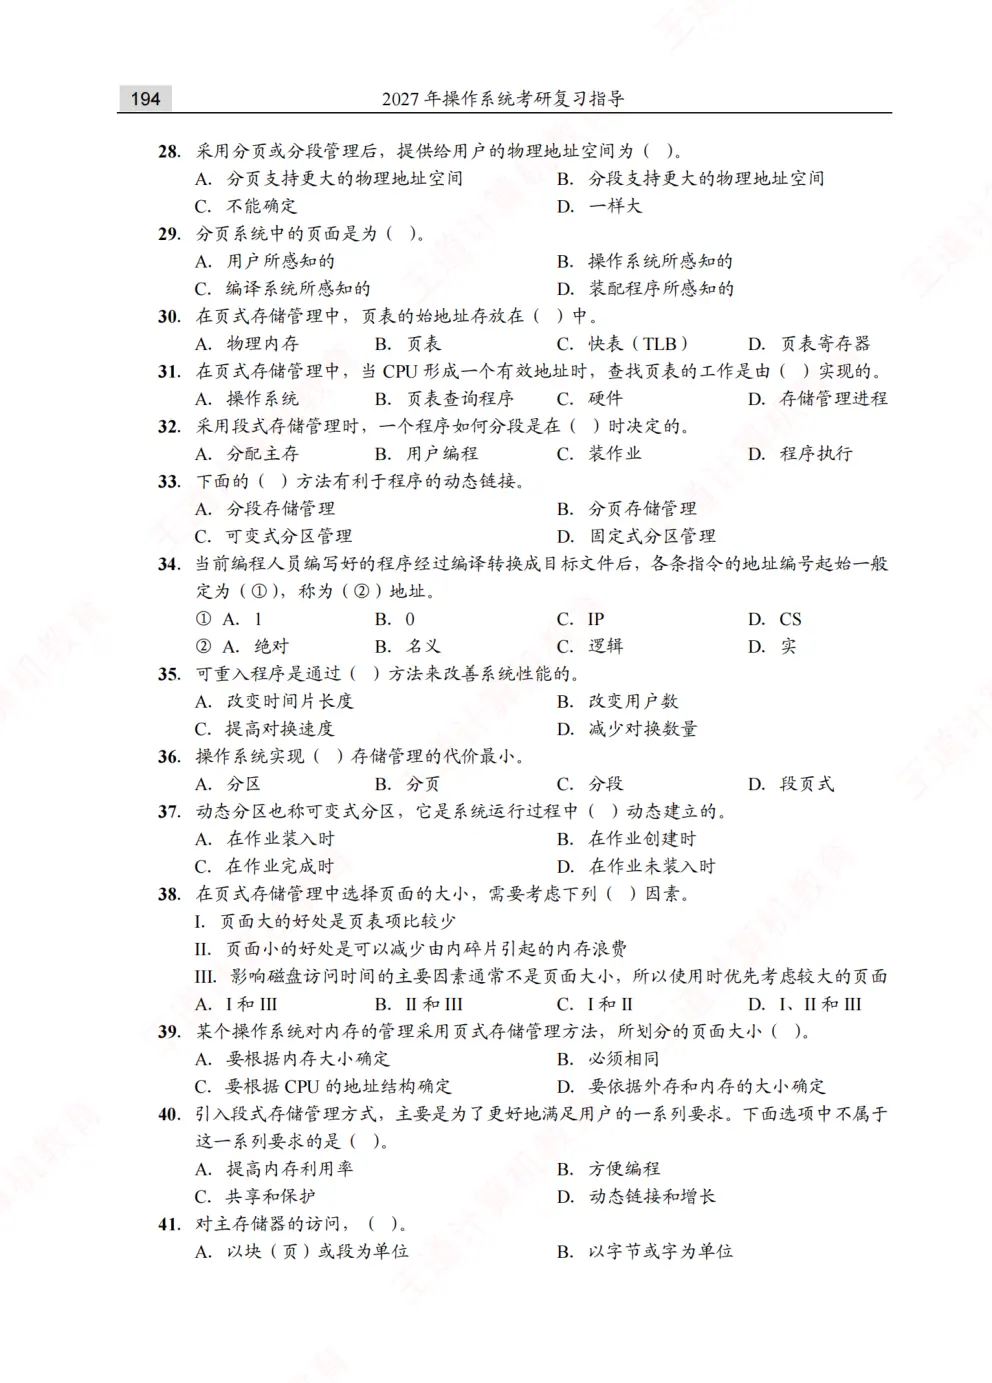 194
2027 年操作系统考研复习指导
28. 采用分页或分段管理后，提供给用户的物理地址空间为（ ）。
A. 分页支持更大的物理地址空间 B. 分段支持更大的物理地址空间
C. 不能确定 D. 一样大
29. 分页系统中的页面是为（ ）。
A. 用户所感知的 B. 操作系统所感知的
C. 编译系统所感知的 D. 装配程序所感知的
30. 在页式存储管理中，页表的始地址存放在（ ）中。
A. 物理内存 B. 页表 C. 快表（TLB） D. 页表寄存器
31. 在页式存储管理中，当 CPU 形成一个有效地址时，查找页表的工作是由（ ）实现的。
A. 操作系统 B. 页表查询程序 C. 硬件 D. 存储管理进程
32. 采用段式存储管理时，一个程序如何分段是在（ ）时决定的。
A. 分配主存 B. 用户编程 C. 装作业 D. 程序执行
33. 下面的（ ）方法有利于程序的动态链接。
A. 分段存储管理 B. 分页存储管理
C. 可变式分区管理 D. 固定式分区管理
34. 当前编程人员编写好的程序经过编译转换成目标文件后，各条指令的地址编号起始一般
定为（①），称为（②）地址。
① A. 1 B. 0 C. IP D. CS
② A. 绝对 B. 名义 C. 逻辑 D. 实
35. 可重入程序是通过（ ）方法来改善系统性能的。
A. 改变时间片长度 B. 改变用户数
C. 提高对换速度 D. 减少对换数量
36. 操作系统实现（ ）存储管理的代价最小。
A. 分区 B. 分页 C. 分段 D. 段页式
37. 动态分区也称可变式分区，它是系统运行过程中（ ）动态建立的。
A. 在作业装入时 B. 在作业创建时
C. 在作业完成时 D. 在作业未装入时
38. 在页式存储管理中选择页面的大小，需要考虑下列（ ）因素。
I. 页面大的好处是页表项比较少
II. 页面小的好处是可以减少由内碎片引起的内存浪费
III. 影响磁盘访问时间的主要因素通常不是页面大小，所以使用时优先考虑较大的页面
A. I 和 III B. II 和 III C. I 和 II D. I、II 和 III
39. 某个操作系统对内存的管理采用页式存储管理方法，所划分的页面大小（ ）。
A. 要根据内存大小确定 B. 必须相同
C. 要根据 CPU 的地址结构确定 D. 要依据外存和内存的大小确定
40. 引入段式存储管理方式，主要是为了更好地满足用户的一系列要求。下面选项中不属于
这一系列要求的是（ ）。
A. 提高内存利用率 B. 方便编程
C. 共享和保护 D. 动态链接和增长
41. 对主存储器的访问，（ ）。
A. 以块（页）或段为单位 B. 以字节或字为单位